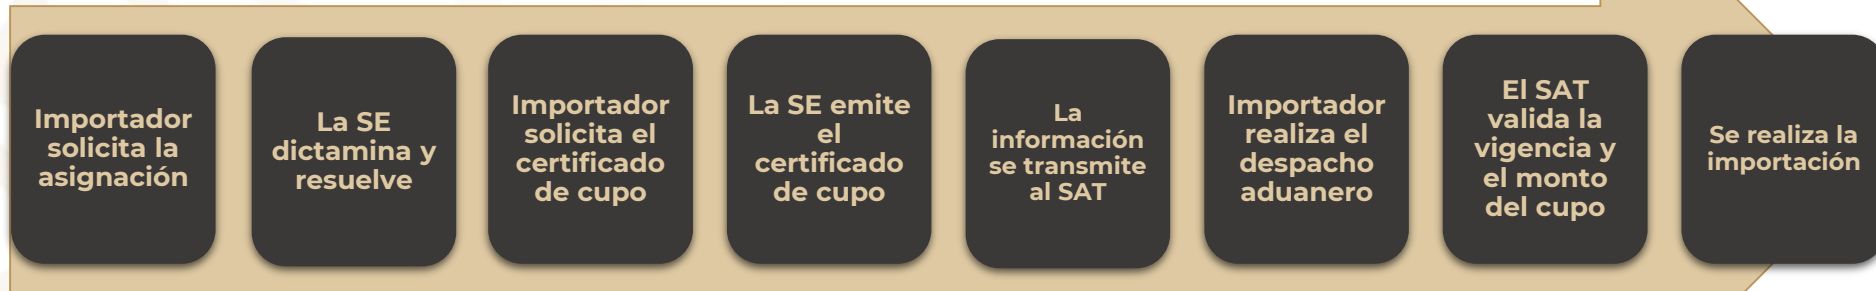 Importador
solicita la
asignación
La SE
dictamina y
resuelve
Importador
solicita el
certificado
de cupo
La SE emite
el
certificado
de cupo
La
información
se transmite
al SAT
Importador
realiza el
despacho
aduanero
El SAT
valida la
vigencia y
el monto
del cupo
Se realiza la
importación